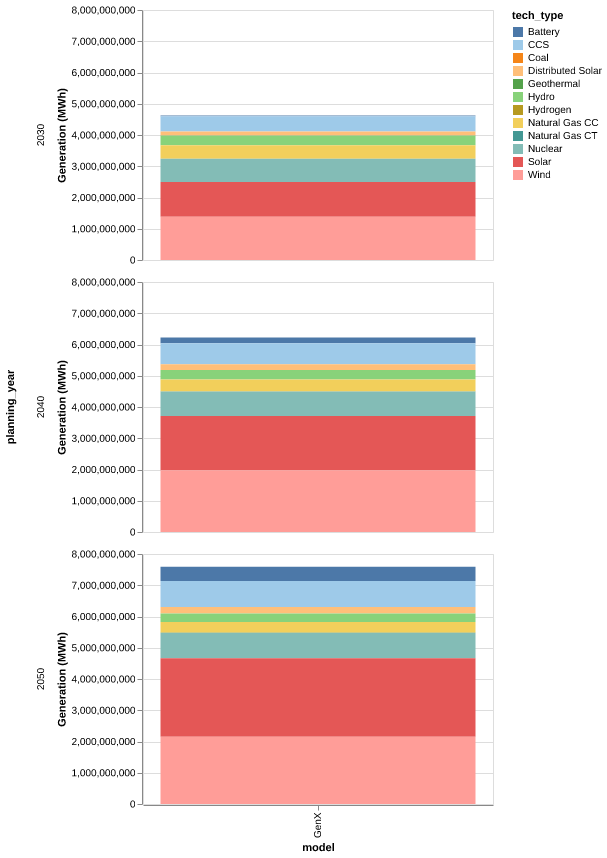 8,000,000,000
7,000,000,000
6,000,000,000
5,000,000,000
4,000,000,000
3,000,000,000
2,000,000,000
1,000,000,000
0
Generation (MWh)
2030
tech_type
Battery
CCS
Coal
Distributed Solar
Geothermal
Hydro
Hydrogen
Natural Gas CC
Natural Gas CT
Nuclear
Solar
Wind
8,000,000,000
7,000,000,000
6,000,000,000
5,000,000,000
4,000,000,000
3,000,000,000
2,000,000,000
1,000,000,000
0
Generation (MWh)
2040
planning_year
8,000,000,000
7,000,000,000
6,000,000,000
5,000,000,000
4,000,000,000
3,000,000,000
2,000,000,000
1,000,000,000
0
Generation (MWh)
2050
GenX
model